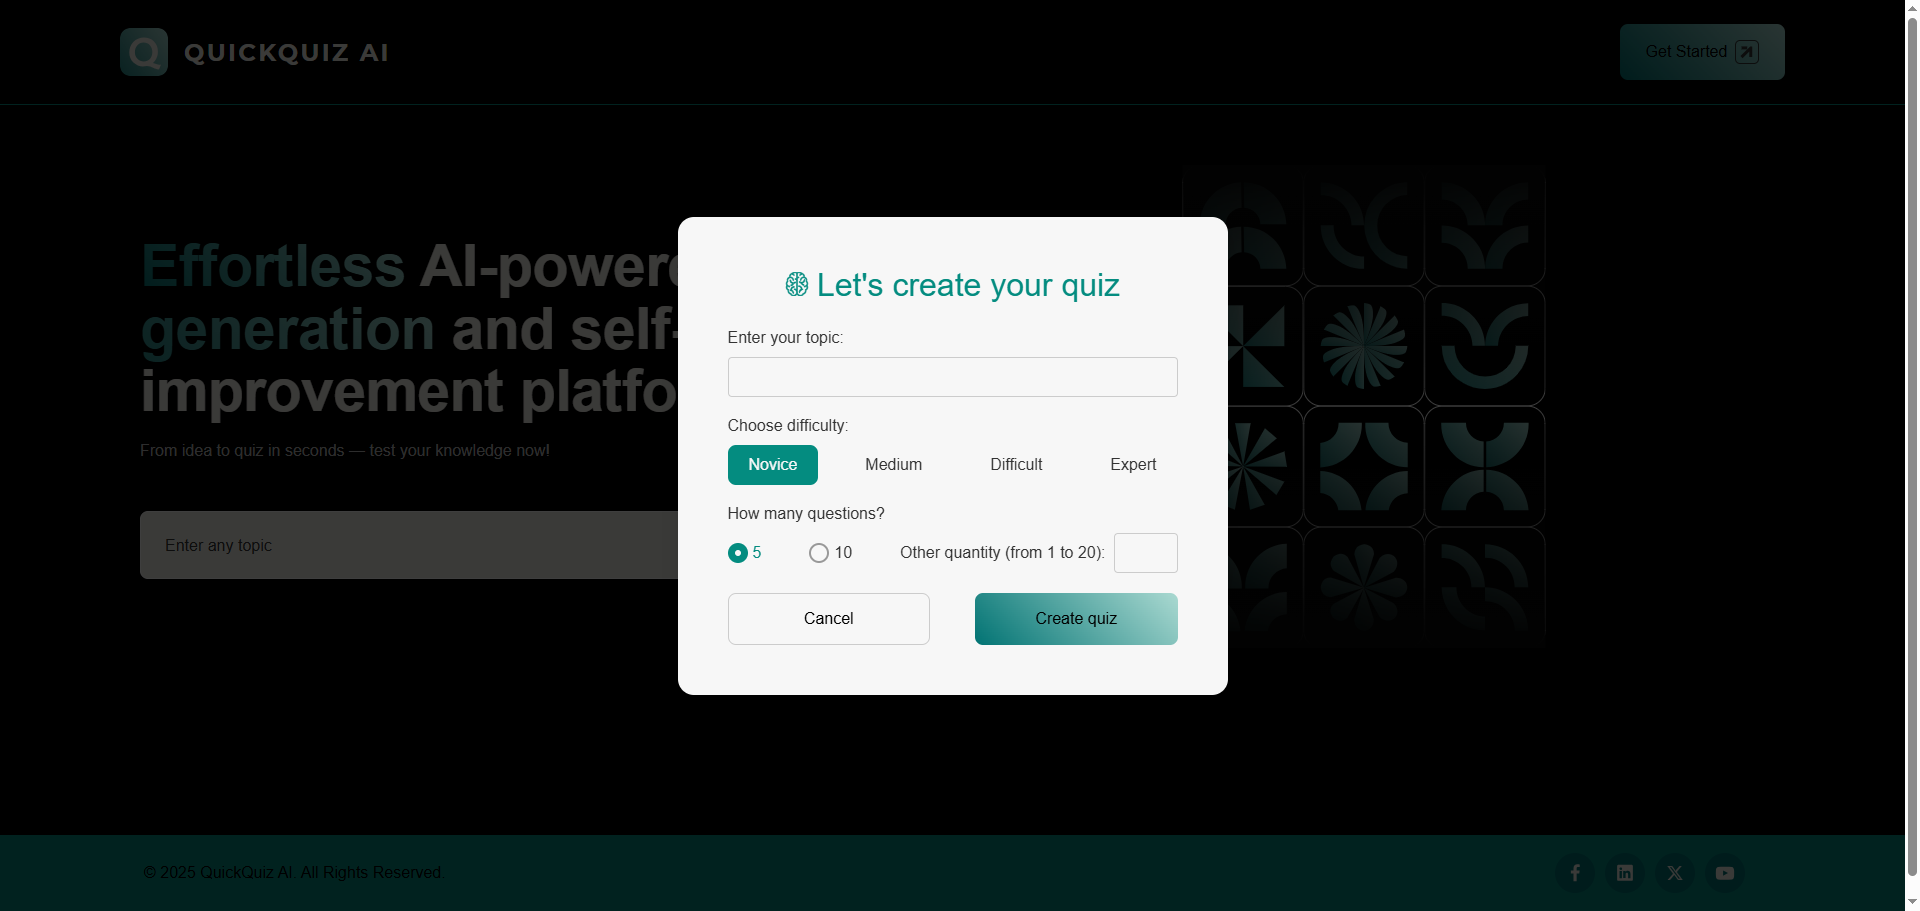 QUICKQUIZ AI
Get Started
Effortless AI-powere
generation and self-
improvement platfo
From idea to quiz in seconds — test your knowledge now!
Enter any topic
Let's create your quiz
Enter your topic:
Choose difficulty:
Novice Medium Difficult Expert
How many questions?
5 10 Other quantity (from 1 to 20):
Cancel Create quiz
© 2025 QuickQuiz AI. All Rights Reserved.